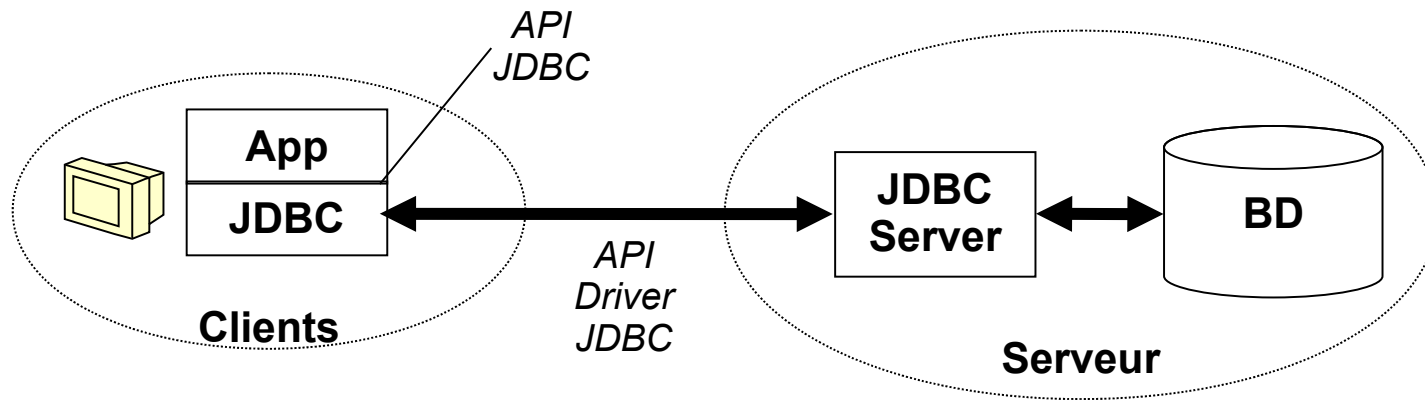 API
JDBC
App
JDBC
Clients
API
Driver
JDBC
JDBC
Server
BD
Serveur